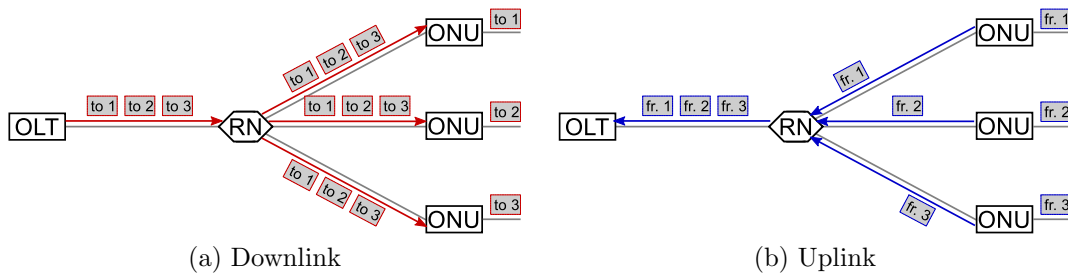 to 1 to 2 to 3 ONU to 1
OLT to 1 to 2 to 3 RN to 1 to 2 to 3 ONU to 2
to 1 to 2 to 3 ONU to 3
(a) Downlink
fr. 1 ONU fr. 1
OLT fr. 1 fr. 2 fr. 3 RN fr. 2 ONU fr. 2
fr. 3 ONU fr. 3
(b) Uplink